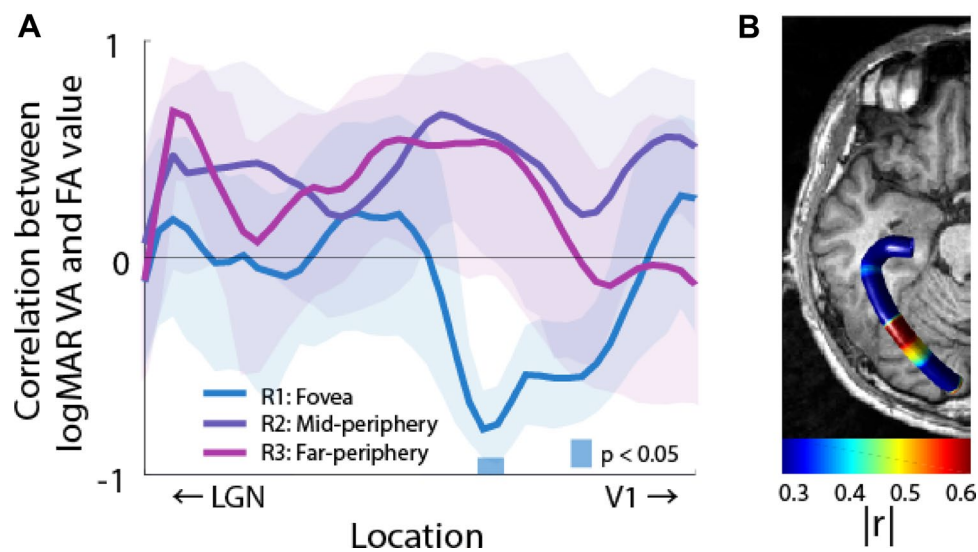 A
B
Correlation between
logMAR VA and FA value
1
0
-1
R1: Fovea
R2: Mid-periphery
R3: Far-periphery
p < 0.05
← LGN
V1 →
Location
0.3 0.4 0.5 0.6
|r|